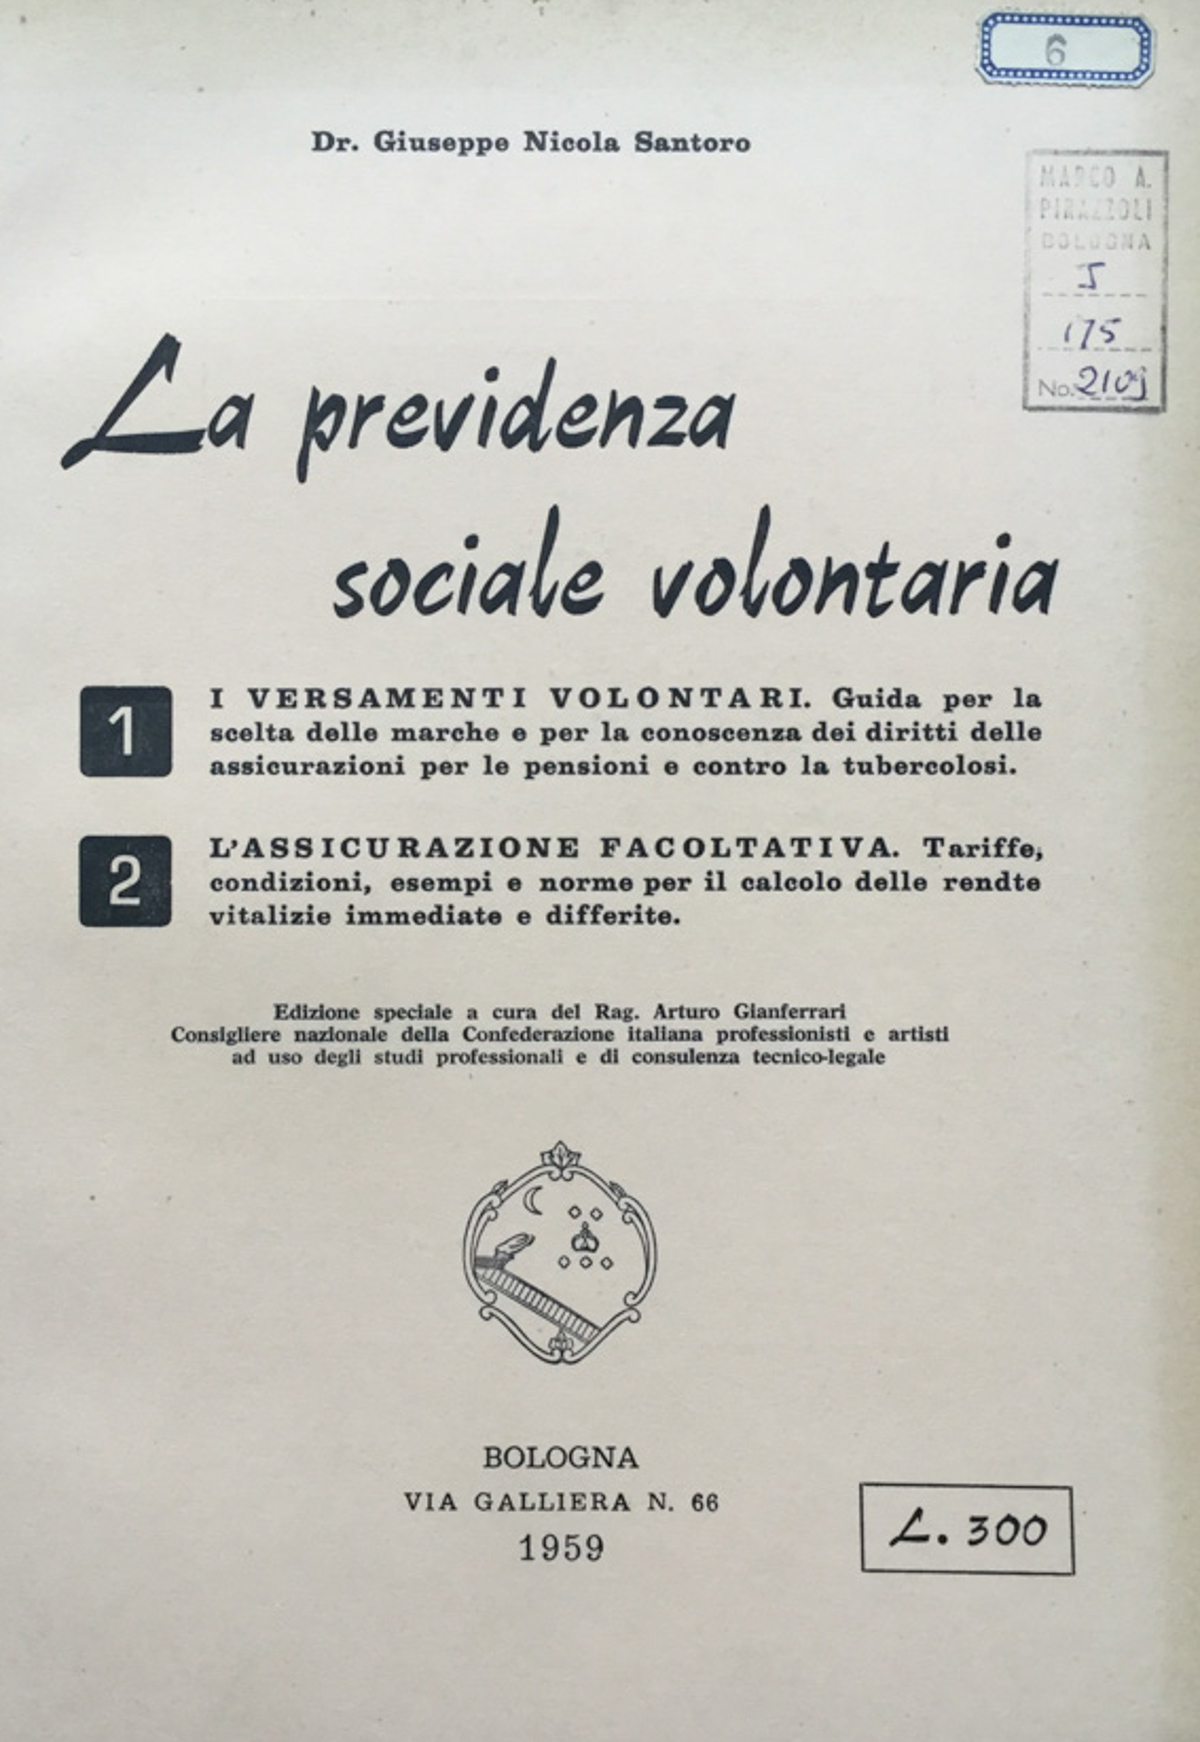 6
Dr. Giuseppe Nicola Santoro
MARCO A.
PIRAZZOLI
BOLOGNA
I
175
No. 2109
La previdenza
sociale volontaria
1
I VERSAMENTI VOLONTARI. Guida per la
scelta delle marche e per la conoscenza dei diritti delle
assicurazioni per le pensioni e contro la tubercolosi.
2
L'ASSICURAZIONE FACOLTATIVA. Tariffe,
condizioni, esempi e norme per il calcolo delle rendte
vitalizie immediate e differite.
Edizione speciale a cura del Rag. Arturo Gianferrari
Consigliere nazionale della Confederazione italiana professionisti e artisti
ad uso degli studi professionali e di consulenza tecnico-legale
BOLOGNA
VIA GALLIERA N. 66
1959
L. 300